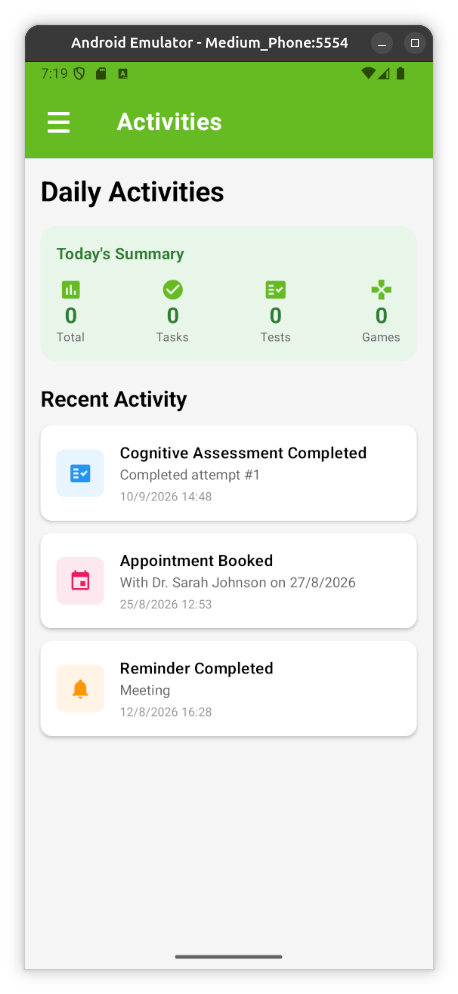 Android Emulator - Medium_Phone:5554
7:19
Activities
Daily Activities
Today's Summary
0 0 0 0
Total Tasks Tests Games
Recent Activity
Cognitive Assessment Completed
Completed attempt #1
10/9/2026 14:48
Appointment Booked
With Dr. Sarah Johnson on 27/8/2026
25/8/2026 12:53
Reminder Completed
Meeting
12/8/2026 16:28